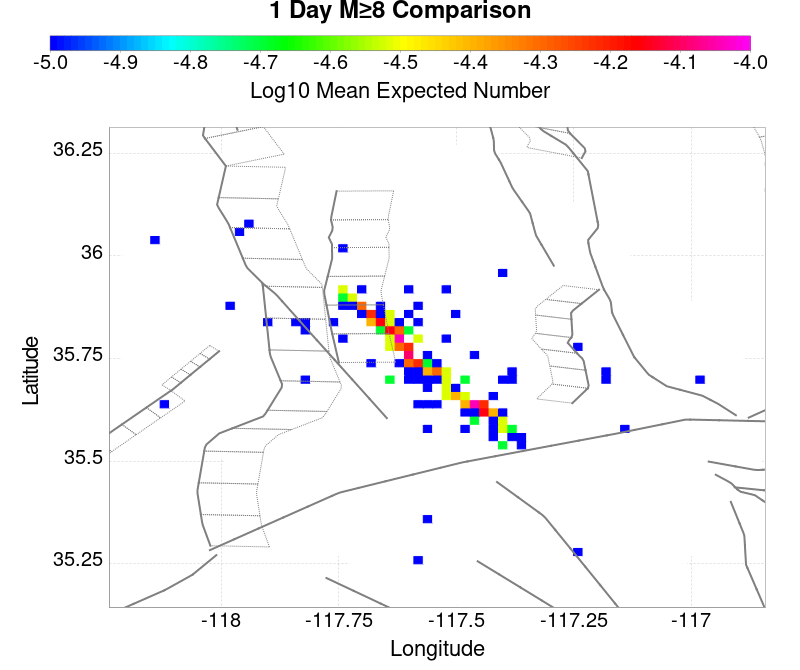 1 Day M≥8 Comparison
-5.0 -4.9 -4.8 -4.7 -4.6 -4.5 -4.4 -4.3 -4.2 -4.1 -4.0
Log10 Mean Expected Number
36.25
36
35.75
35.5
35.25
Latitude
-118 -117.75 -117.5 -117.25 -117
Longitude